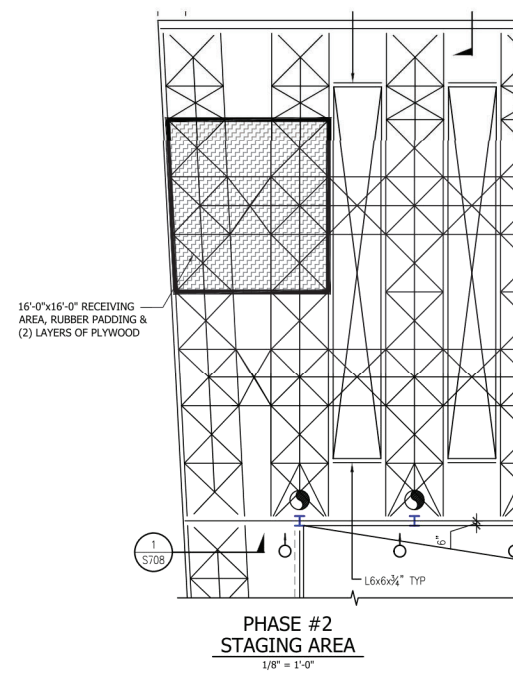 16'-0"x16'-0" RECEIVING
AREA, RUBBER PADDING &
(2) LAYERS OF PLYWOOD
1
S708
6"
L6x6x¾" TYP
PHASE #2
STAGING AREA
1/8" = 1'-0"